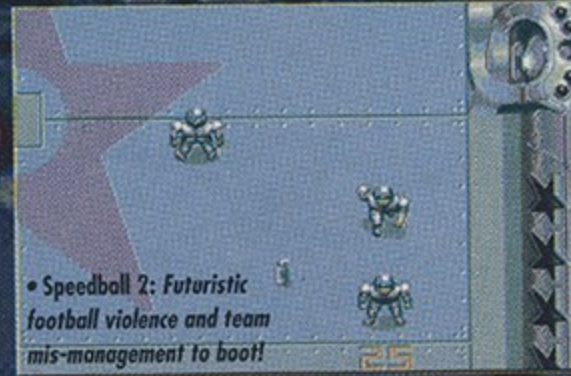 • Speedball 2: Futuristic
football violence and team
mis-management to boot!